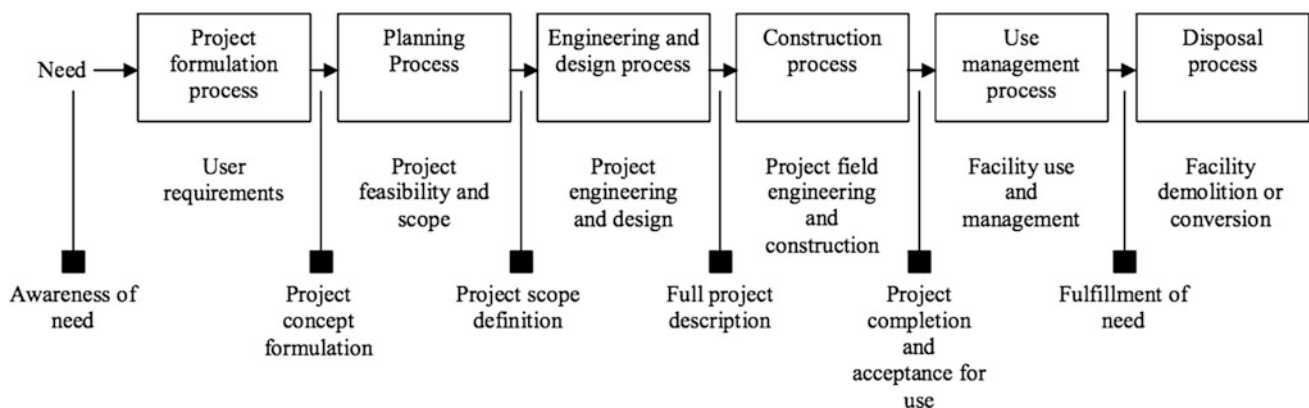 Need
Project
formulation
process
Planning
Process
Engineering and
design process
Construction
process
Use
management
process
Disposal
process
User
requirements
Project
feasibility and
scope
Project
engineering
and design
Project field
engineering
and
construction
Facility use
and
management
Facility
demolition or
conversion
Awareness of
need
Project
concept
formulation
Project scope
definition
Full project
description
Project
completion
and
acceptance for
use
Fulfillment of
need